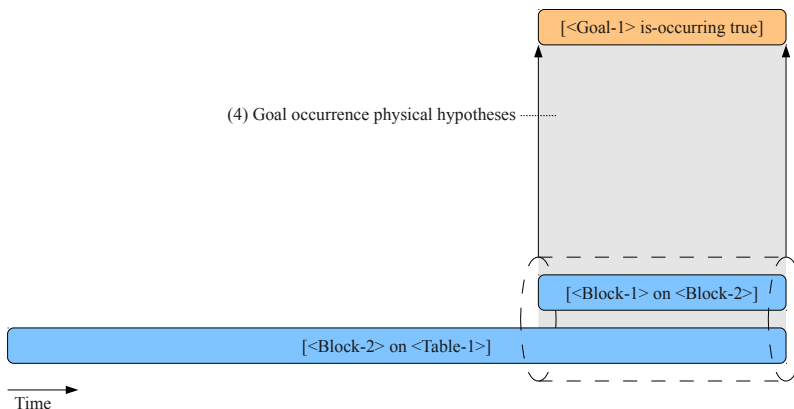 [<Goal-1> is-occurring true]
(4) Goal occurrence physical hypotheses
[<Block-1> on <Block-2>]
[<Block-2> on <Table-1>]
Time